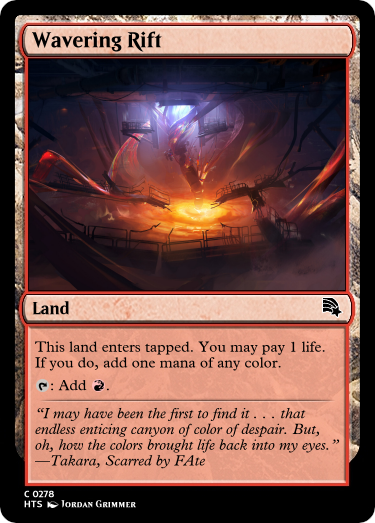 Wavering Rift
Land
This land enters tapped. You may pay 1 life.
If you do, add one mana of any color.
: Add .
“I may have been the first to find it . . . that
endless enticing canyon of color of despair. But,
oh, how the colors brought life back into my eyes.”
—Takara, Scarred by FAte
C 0278
HTS Jordan Grimmer